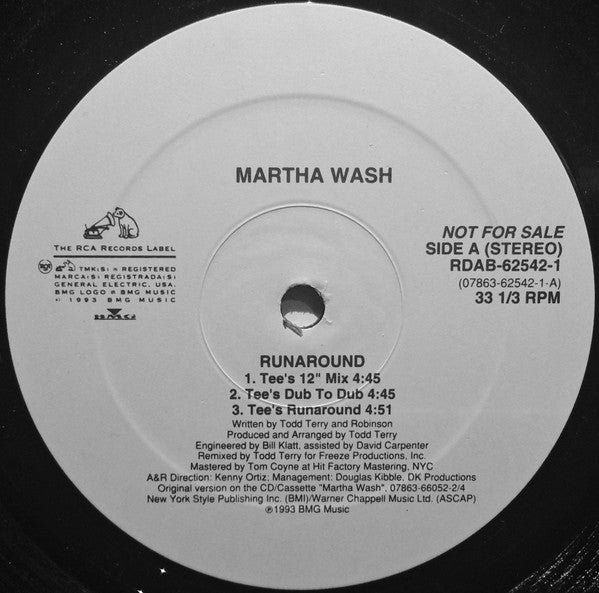 MARTHA WASH
THE RCA RECORDS LABEL
TMK(S) ® REGISTERED
MARCA(S) REGISTRADA(S)
GENERAL ELECTRIC, USA.
BMG LOGO ® BMG MUSIC
© 1993 BMG MUSIC
BMG
NOT FOR SALE
SIDE A (STEREO)
RDAB-62542-1
(07863-62542-1-A)
33 1/3 RPM
RUNAROUND
1. Tee's 12" Mix 4:45
2. Tee's Dub To Dub 4:45
3. Tee's Runaround 4:51
Written by Todd Terry and Robinson
Produced and Arranged by Todd Terry
Engineered by Bill Klatt, assisted by David Carpenter
Remixed by Todd Terry for Freeze Productions, Inc.
Mastered by Tom Coyne at Hit Factory Mastering, NYC
A&R Direction: Kenny Ortiz; Management: Douglas Kibble, DK Productions
Original version on the CD/Cassette "Martha Wash". 07863-66052-2/4
New York Style Publishing Inc. (BMI)/Warner Chappell Music Ltd. (ASCAP)
℗1993 BMG Music